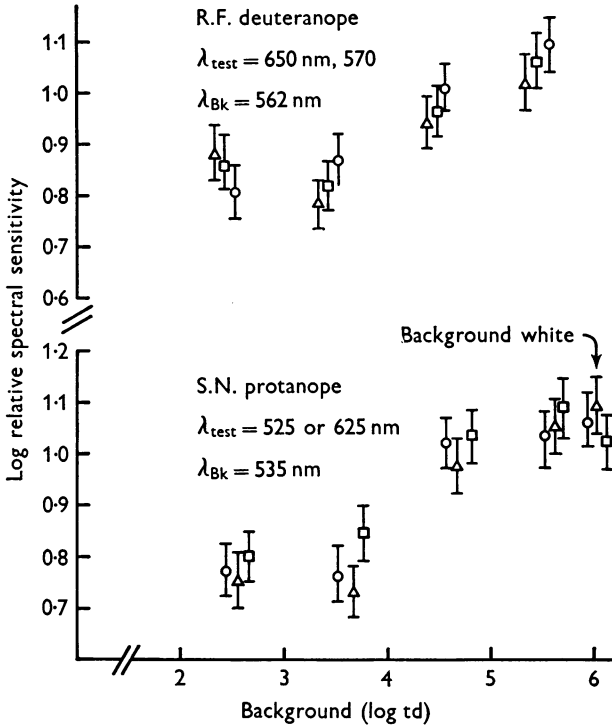 R.F. deuteranope
λtest = 650 nm, 570
λBk = 562 nm
1·1
1·0
0·9
0·8
0·7
0·6
Log relative spectral sensitivity
Background white
1·2
1·1
1·0
0·9
0·8
0·7
S.N. protanope
λtest = 525 or 625 nm
λBk = 535 nm
2 3 4 5 6
Background (log td)